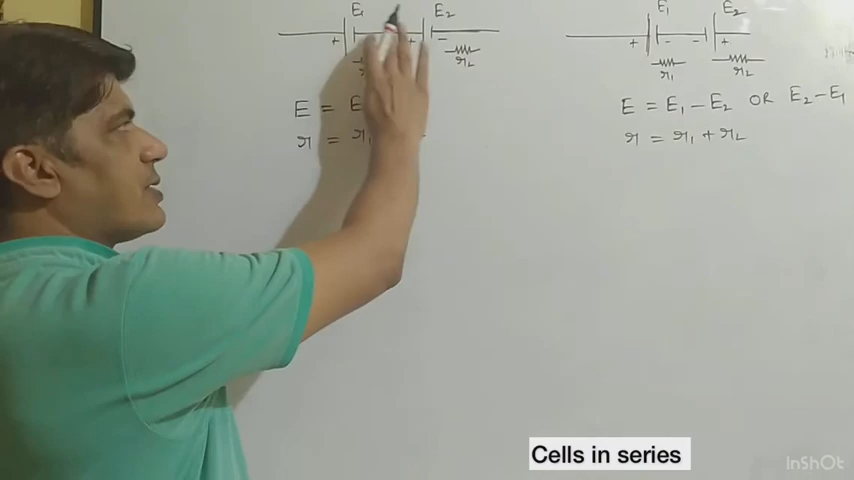 E₁ E₂
+ + −
r₂
E = E
r = r₁
E₁ E₂
+ − − +
r₁ r₂
E = E₁ − E₂ OR E₂ − E₁
r = r₁ + r₂
Cells in series
InShOt